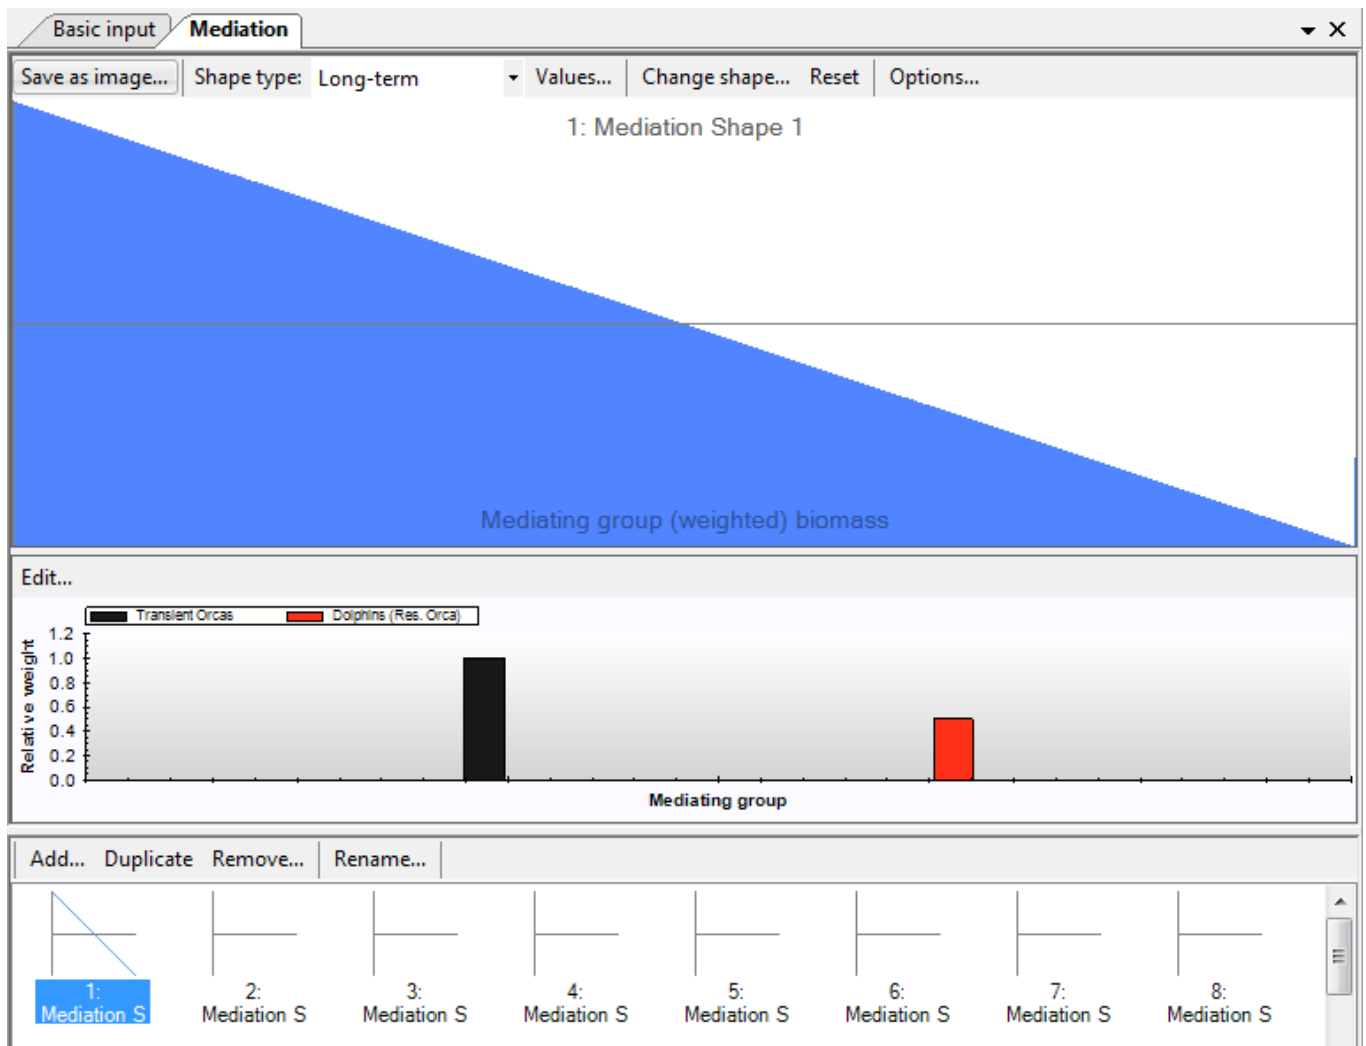 Basic input Mediation
Save as image... Shape type: Long-term Values... Change shape... Reset Options...
1: Mediation Shape 1
Mediating group (weighted) biomass
Edit...
Transient Orcas Dolphins (Res. Orca)
1.2
1.0
0.8
0.6
0.4
0.2
0.0
Relative weight
Mediating group
Add... Duplicate Remove... Rename...
1: 2: 3: 4: 5: 6: 7: 8:
Mediation S Mediation S Mediation S Mediation S Mediation S Mediation S Mediation S Mediation S